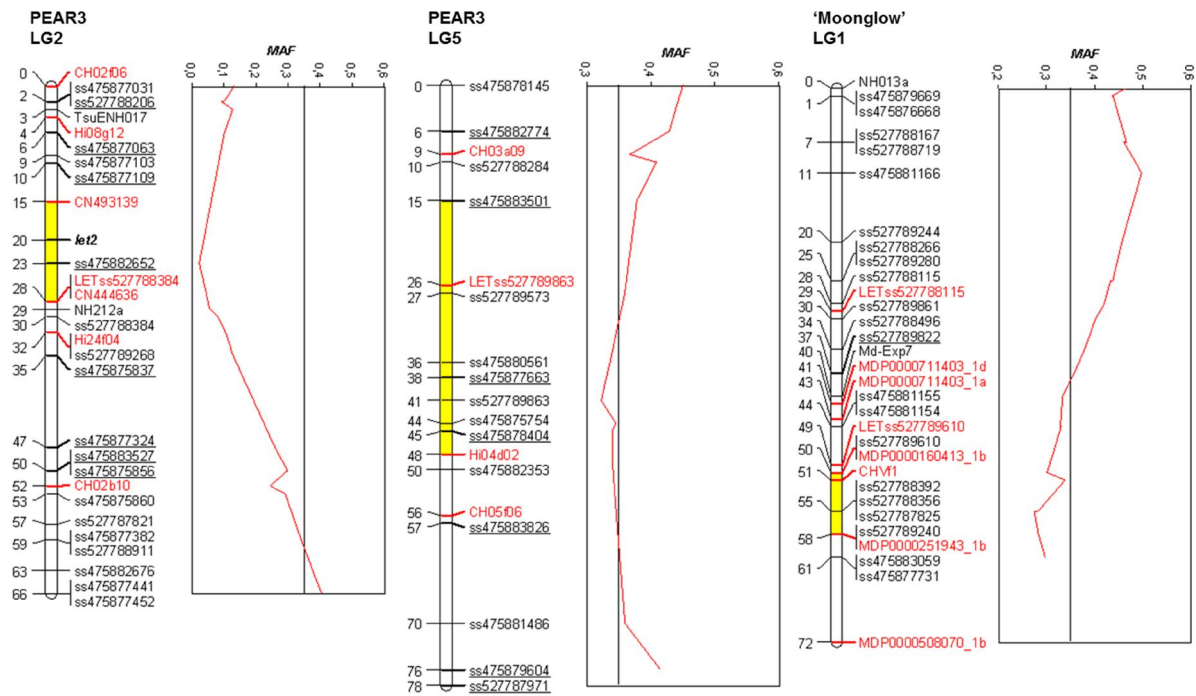 PEAR3
LG2
MAF
0,0 0,1 0,2 0,3 0,4 0,5 0,6
0 CH02f06
ss475877031
2 ss527788206
3 TsuENH017
4 Hi08g12
6 ss475877063
9 ss475877103
10 ss475877109
15 CN493139
20 let2
23 ss475882652
LETss527788384
28 CN444636
29 NH212a
30 ss527788384
32 Hi24f04
ss527789268
35 ss475875837
47 ss475877324
ss475883527
50 ss475875856
52 CH02b10
53 ss475875860
57 ss527787821
ss475877382
59 ss527788911
63 ss475882676
ss475877441
66 ss475877452
PEAR3
LG5
MAF
0,3 0,4 0,5 0,6
0 ss475878145
6 ss475882774
9 CH03a09
10 ss527788284
15 ss475883501
26 LETss527789863
27 ss527789573
36 ss475880561
38 ss475877663
41 ss527789863
44 ss475875754
45 ss475878404
48 Hi04d02
50 ss475882353
56 CH05f06
57 ss475883826
70 ss475881486
76 ss475879604
78 ss527787971
‘Moonglow’
LG1
MAF
0,2 0,3 0,4 0,5 0,6
0 NH013a
1 ss475879669
ss475876668
ss527788167
7 ss527788719
11 ss475881166
20 ss527789244
ss527788266
25 ss527789280
28 ss527788115
29 LETss527788115
30 ss527789861
34 ss527788496
37 ss527789822
40 Md-Exp7
41 MDP0000711403_1d
43 MDP0000711403_1a
ss475881155
44 ss475881154
49 LETss527789610
ss527789610
50 MDP0000160413_1b
51 CHVf1
ss527788392
55 ss527788356
ss527787825
ss527789240
58 MDP0000251943_1b
ss475883059
61 ss475877731
72 MDP0000508070_1b